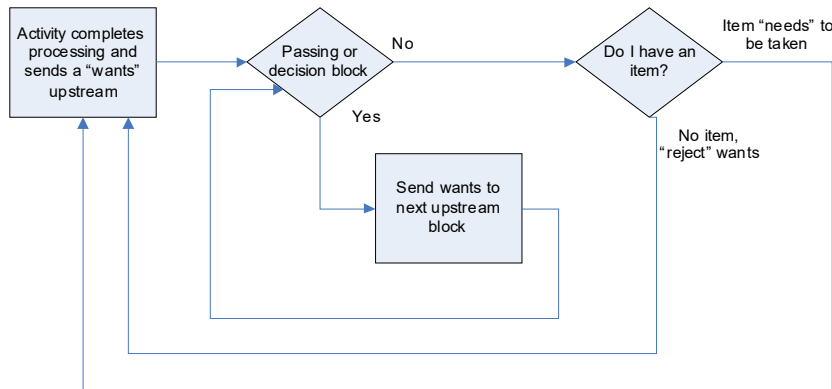 Activity completes
processing and
sends a “wants”
upstream
Passing or
decision block
No
Yes
Send wants to
next upstream
block
Do I have an
item?
Item “needs” to
be taken
No item,
“reject” wants